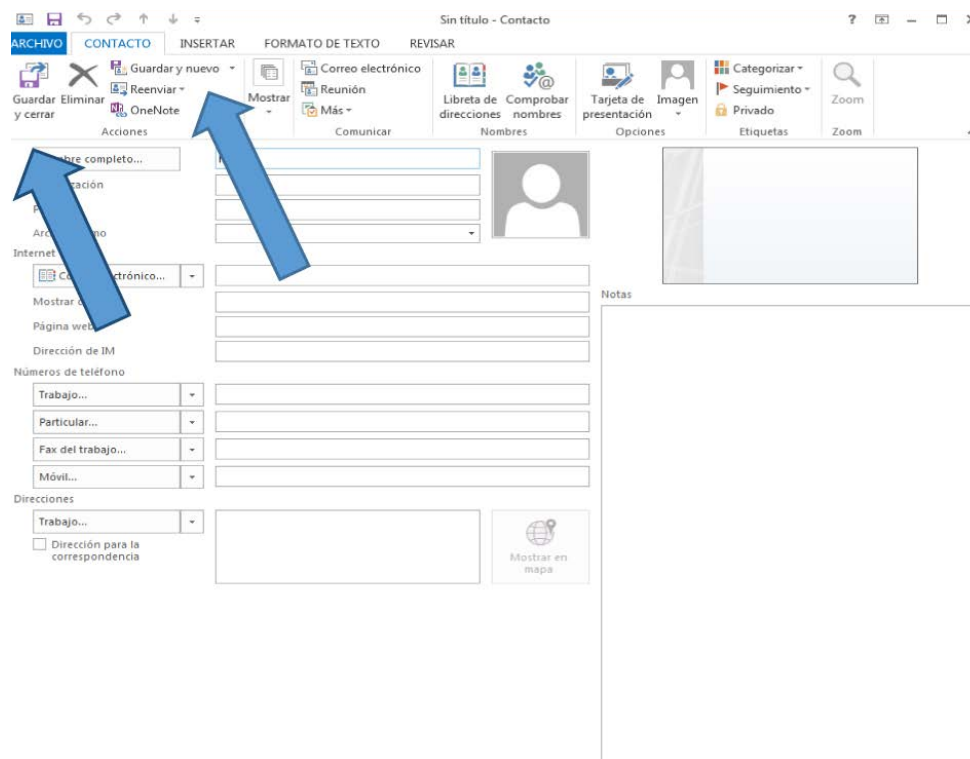 Sin título - Contacto
?
ARCHIVO CONTACTO INSERTAR FORMATO DE TEXTO REVISAR
Guardar y cerrar
Eliminar
Guardar y nuevo
Reenviar
OneNote
Acciones
Mostrar
Correo electrónico
Reunión
Más
Comunicar
Libreta de direcciones
Comprobar nombres
Nombres
Tarjeta de presentación
Imagen
Opciones
Categorizar
Seguimiento
Privado
Etiquetas
Zoom
Zoom
completo...
Internet
Mostrar
Página web
Dirección de IM
Números de teléfono
Trabajo...
Particular...
Fax del trabajo...
Móvil...
Direcciones
Trabajo...
Dirección para la
correspondencia
Mostrar en
mapa
Notas